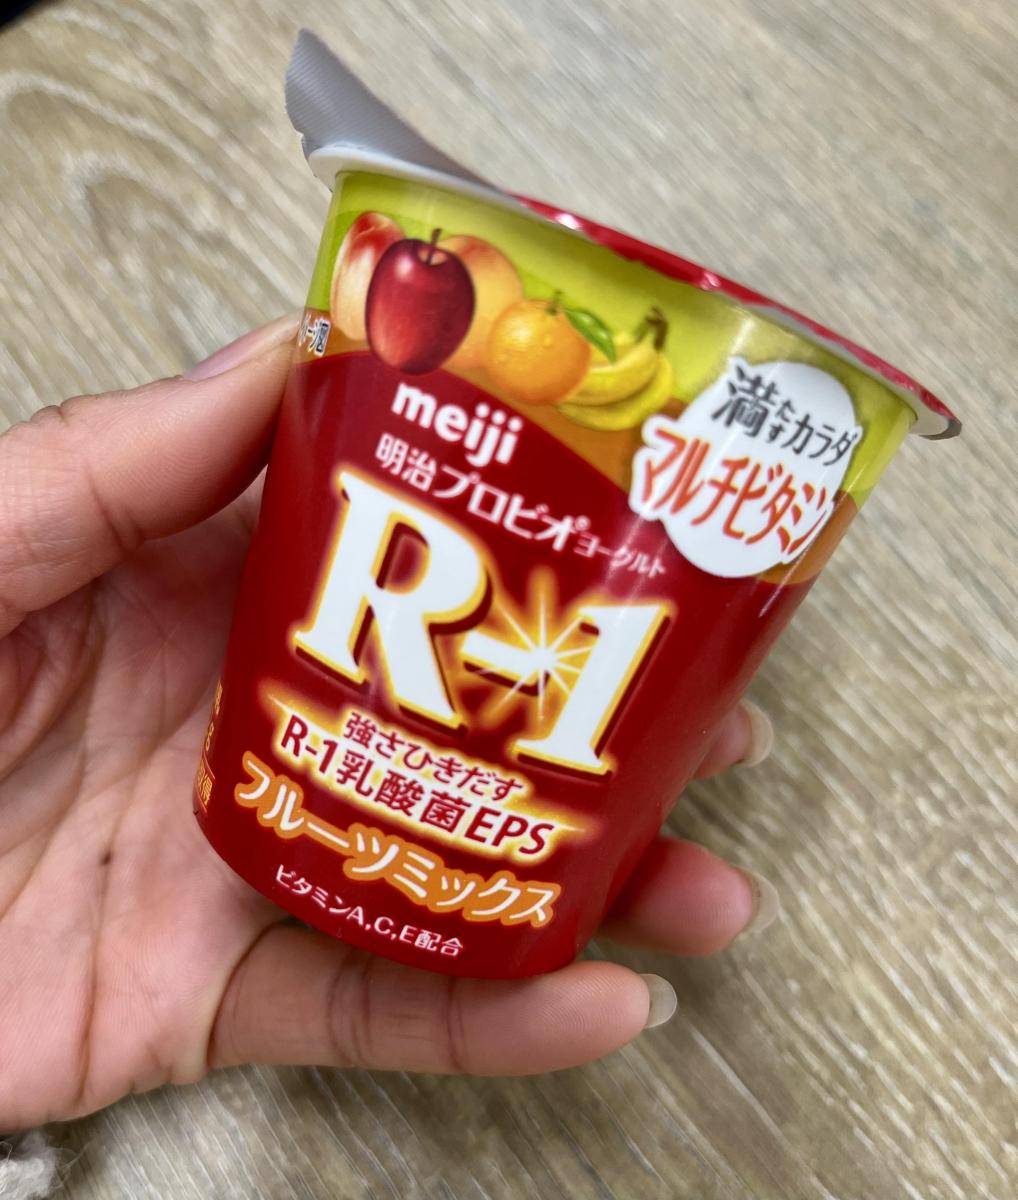 満たすカラダ
マルチビタミン
meiji
明治プロビオヨーグルト
R-1
強さひきだす
R-1乳酸菌EPS
フルーツミックス
ビタミンA,C,E配合